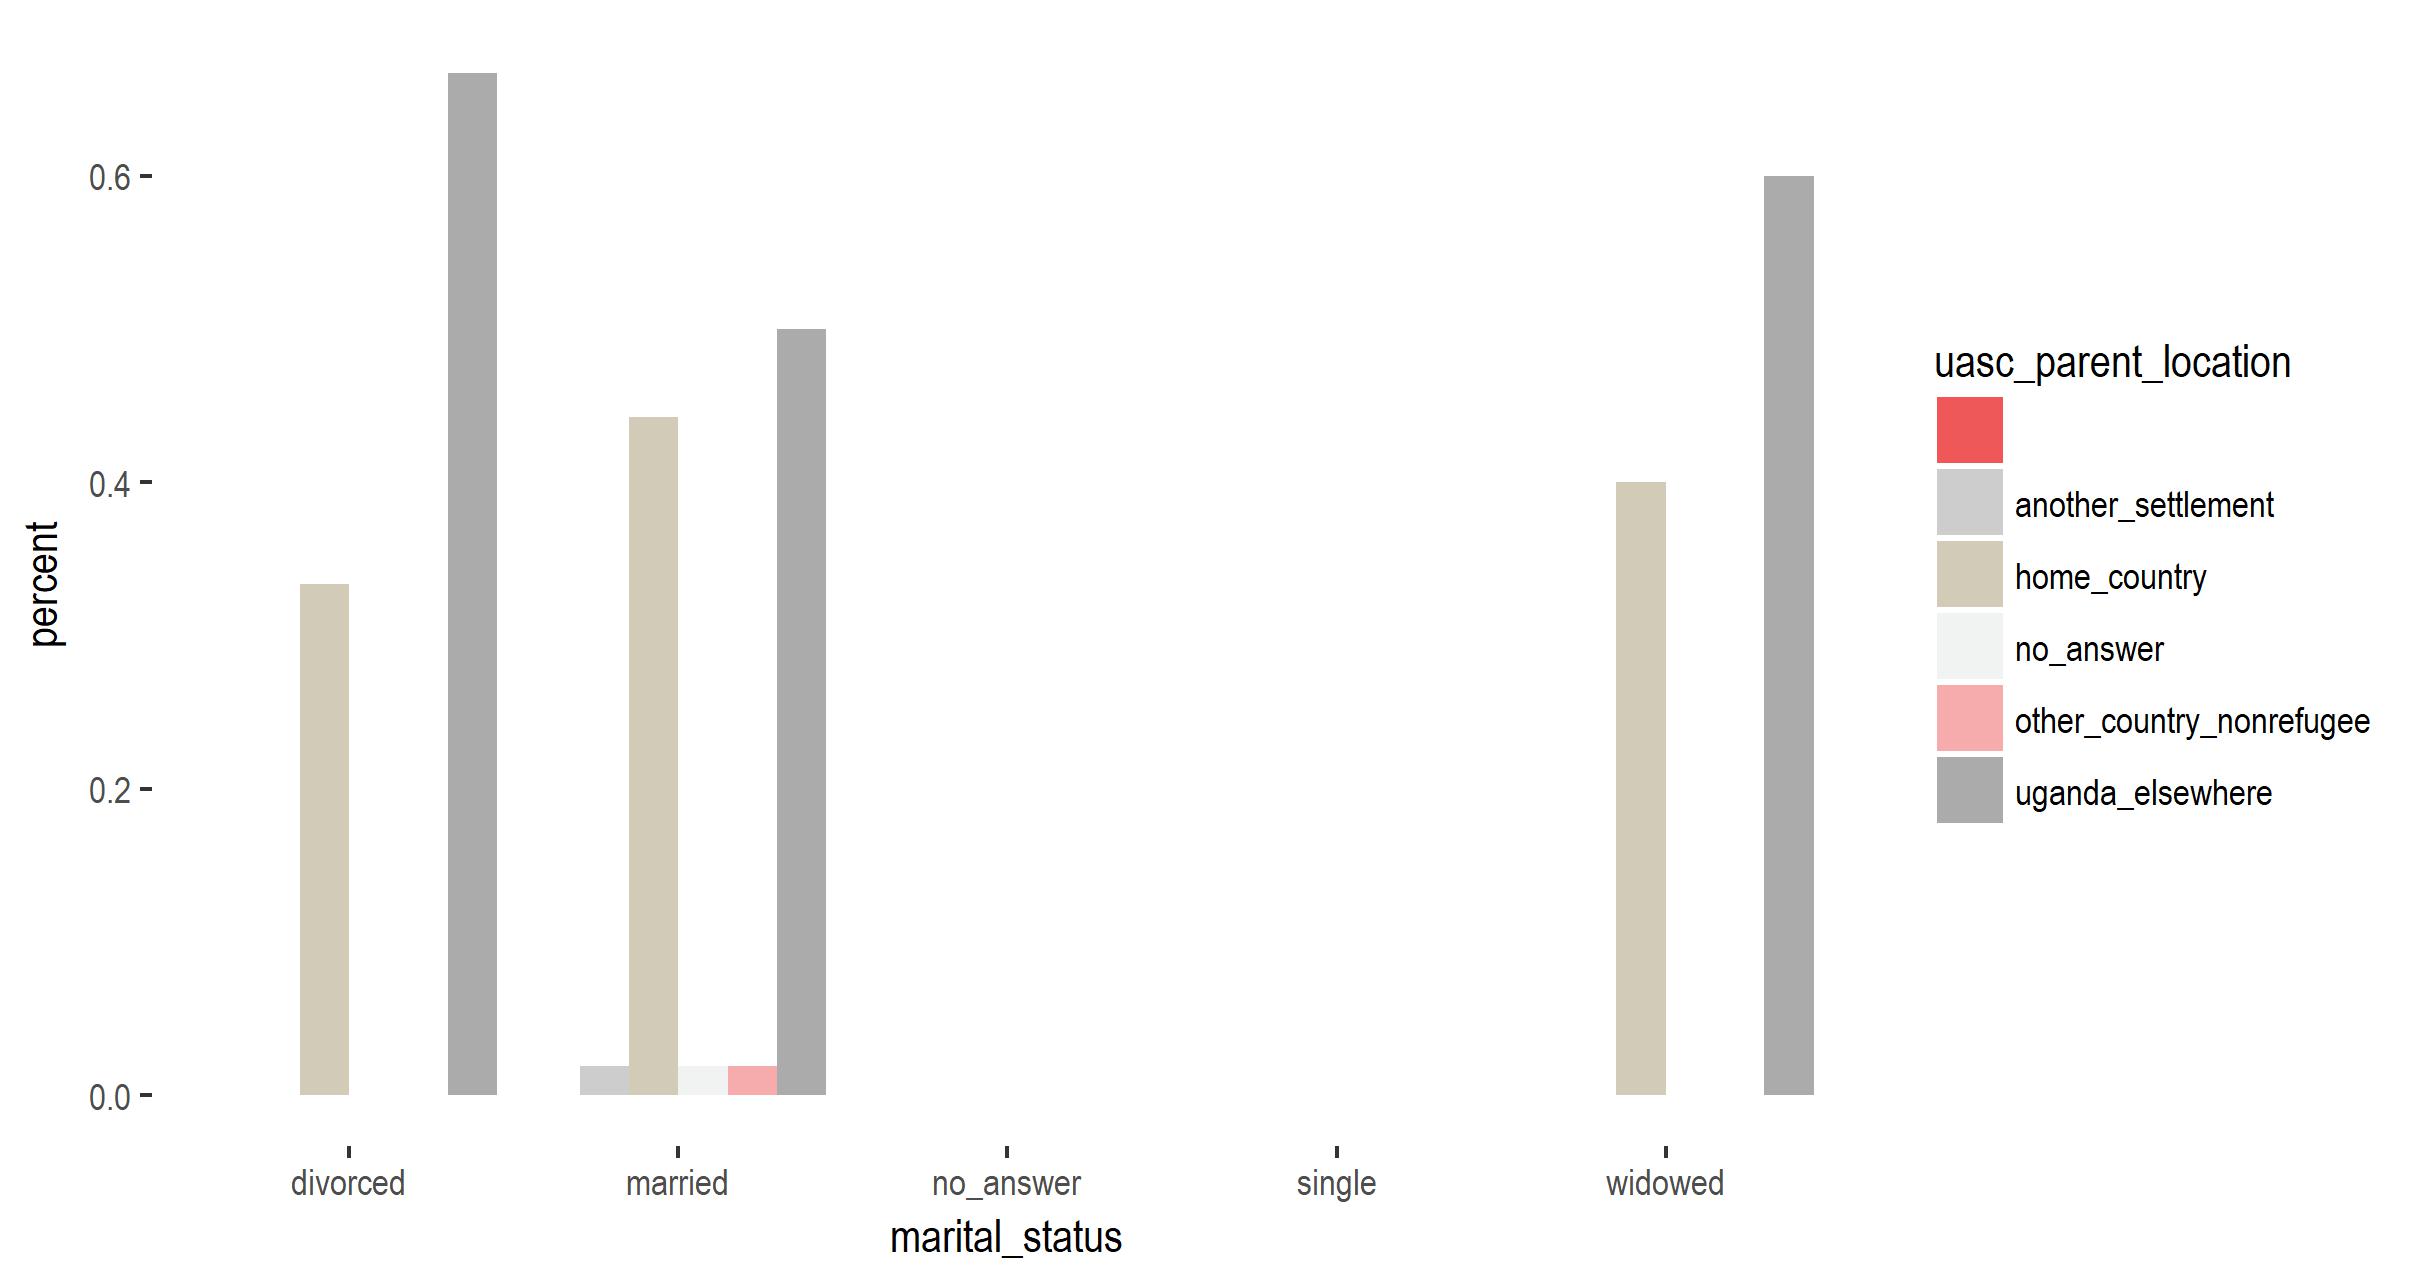 0.6
0.4
0.2
0.0
percent
divorced
married
no_answer
single
widowed
marital_status
uasc_parent_location
another_settlement
home_country
no_answer
other_country_nonrefugee
uganda_elsewhere